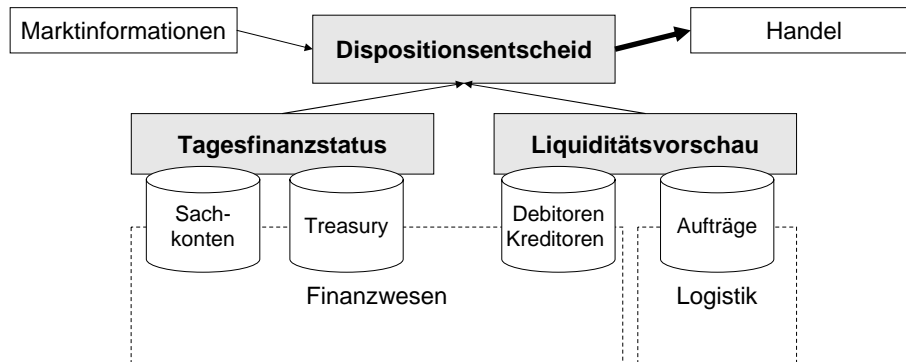 Marktinformationen
Dispositionsentscheid
Handel
Tagesfinanzstatus
Liquiditätsvorschau
Sach-
konten
Treasury
Debitoren
Kreditoren
Aufträge
Finanzwesen
Logistik